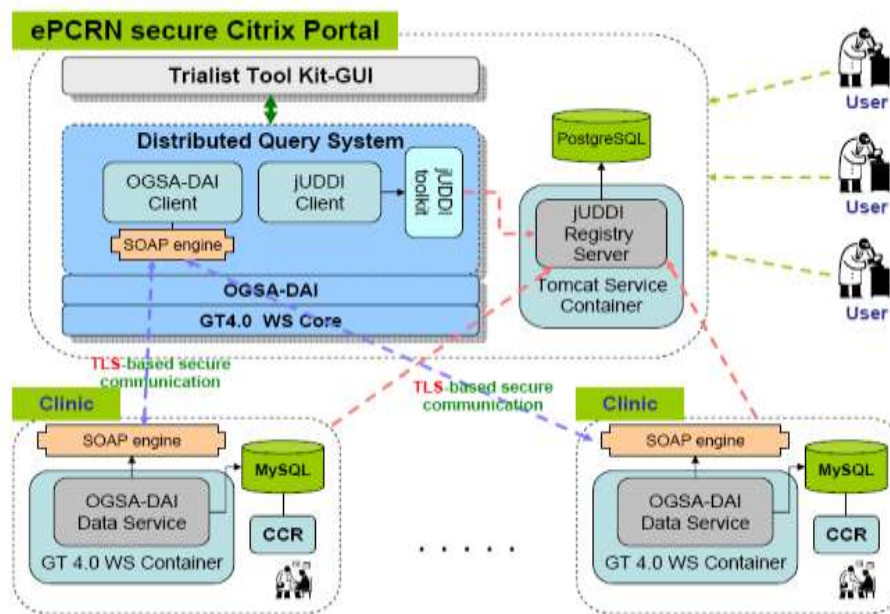 ePCRN secure Citrix Portal
Trialist Tool Kit-GUI
Distributed Query System
OGSA-DAI
Client
jUDDI
Client
jUDDI
toolkit
SOAP engine
OGSA-DAI
GT4.0 WS Core
PostgreSQL
jUDDI
Registry
Server
Tomcat Service
Container
User
User
User
TLS-based secure
communication
TLS-based secure
communication
Clinic
SOAP engine
MySQL
OGSA-DAI
Data Service
CCR
GT 4.0 WS Container
. . . . .
Clinic
SOAP engine
MySQL
OGSA-DAI
Data Service
CCR
GT 4.0 WS Container